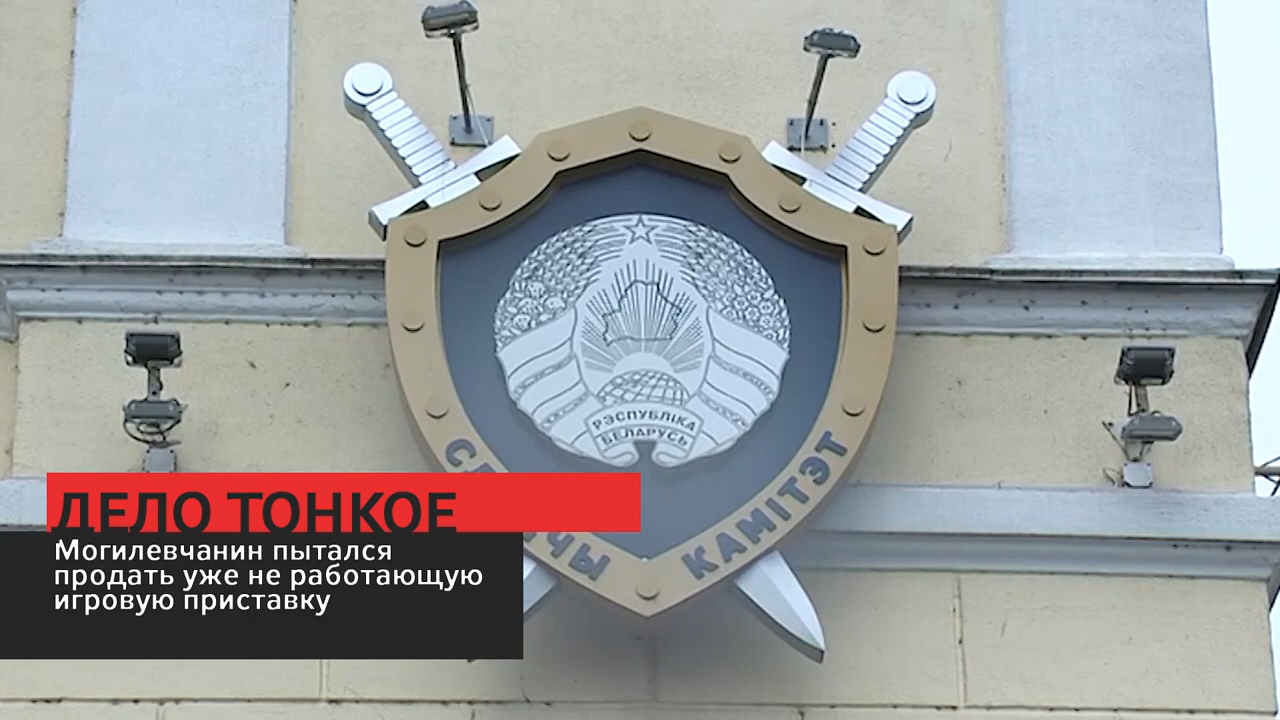 РЭСПУБЛІКА
БЕЛАРУСЬ
КАМІТЭТ
ДЕЛО ТОНКОЕ
Могилевчанин пытался
продать уже не работающую
игровую приставку